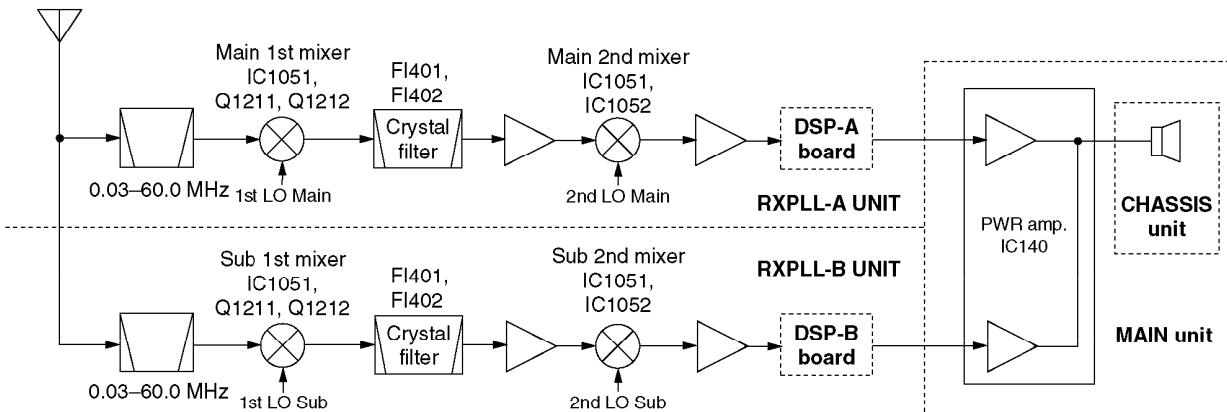 Main 1st mixer
IC1051,
Q1211, Q1212
FI401,
FI402
Main 2nd mixer
IC1051,
IC1052
Crystal
filter
DSP-A
board
0.03–60.0 MHz
1st LO Main
2nd LO Main
RXPLL-A UNIT
CHASSIS
unit
PWR amp.
IC140
Sub 1st mixer
IC1051,
Q1211, Q1212
FI401,
FI402
Sub 2nd mixer
IC1051,
IC1052
RXPLL-B UNIT
Crystal
filter
DSP-B
board
MAIN unit
0.03–60.0 MHz
1st LO Sub
2nd LO Sub